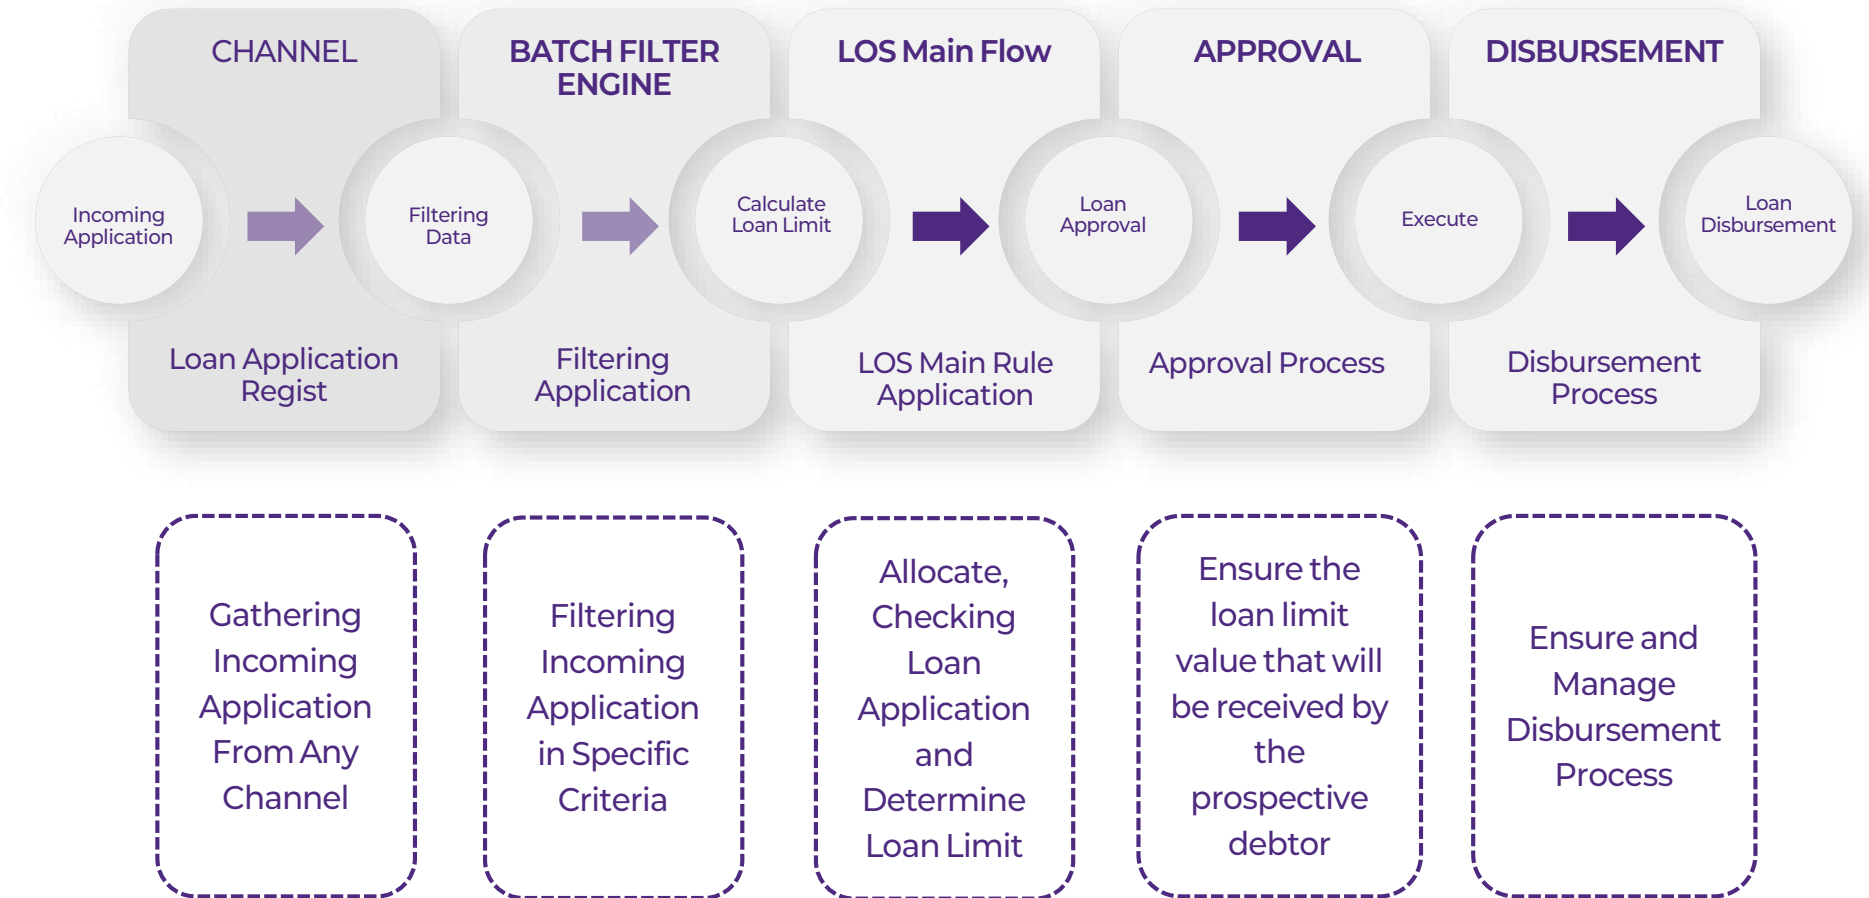 CHANNEL
BATCH FILTER
ENGINE
LOS Main Flow
APPROVAL
DISBURSEMENT
Incoming
Application
Filtering
Data
Calculate
Loan Limit
Loan
Approval
Execute
Loan
Disbursement
Loan Application
Regist
Filtering
Application
LOS Main Rule
Application
Approval Process
Disbursement
Process
Gathering
Incoming
Application
From Any
Channel
Filtering
Incoming
Application
in Specific
Criteria
Allocate,
Checking
Loan
Application
and
Determine
Loan Limit
Ensure the
loan limit
value that will
be received by
the
prospective
debtor
Ensure and
Manage
Disbursement
Process